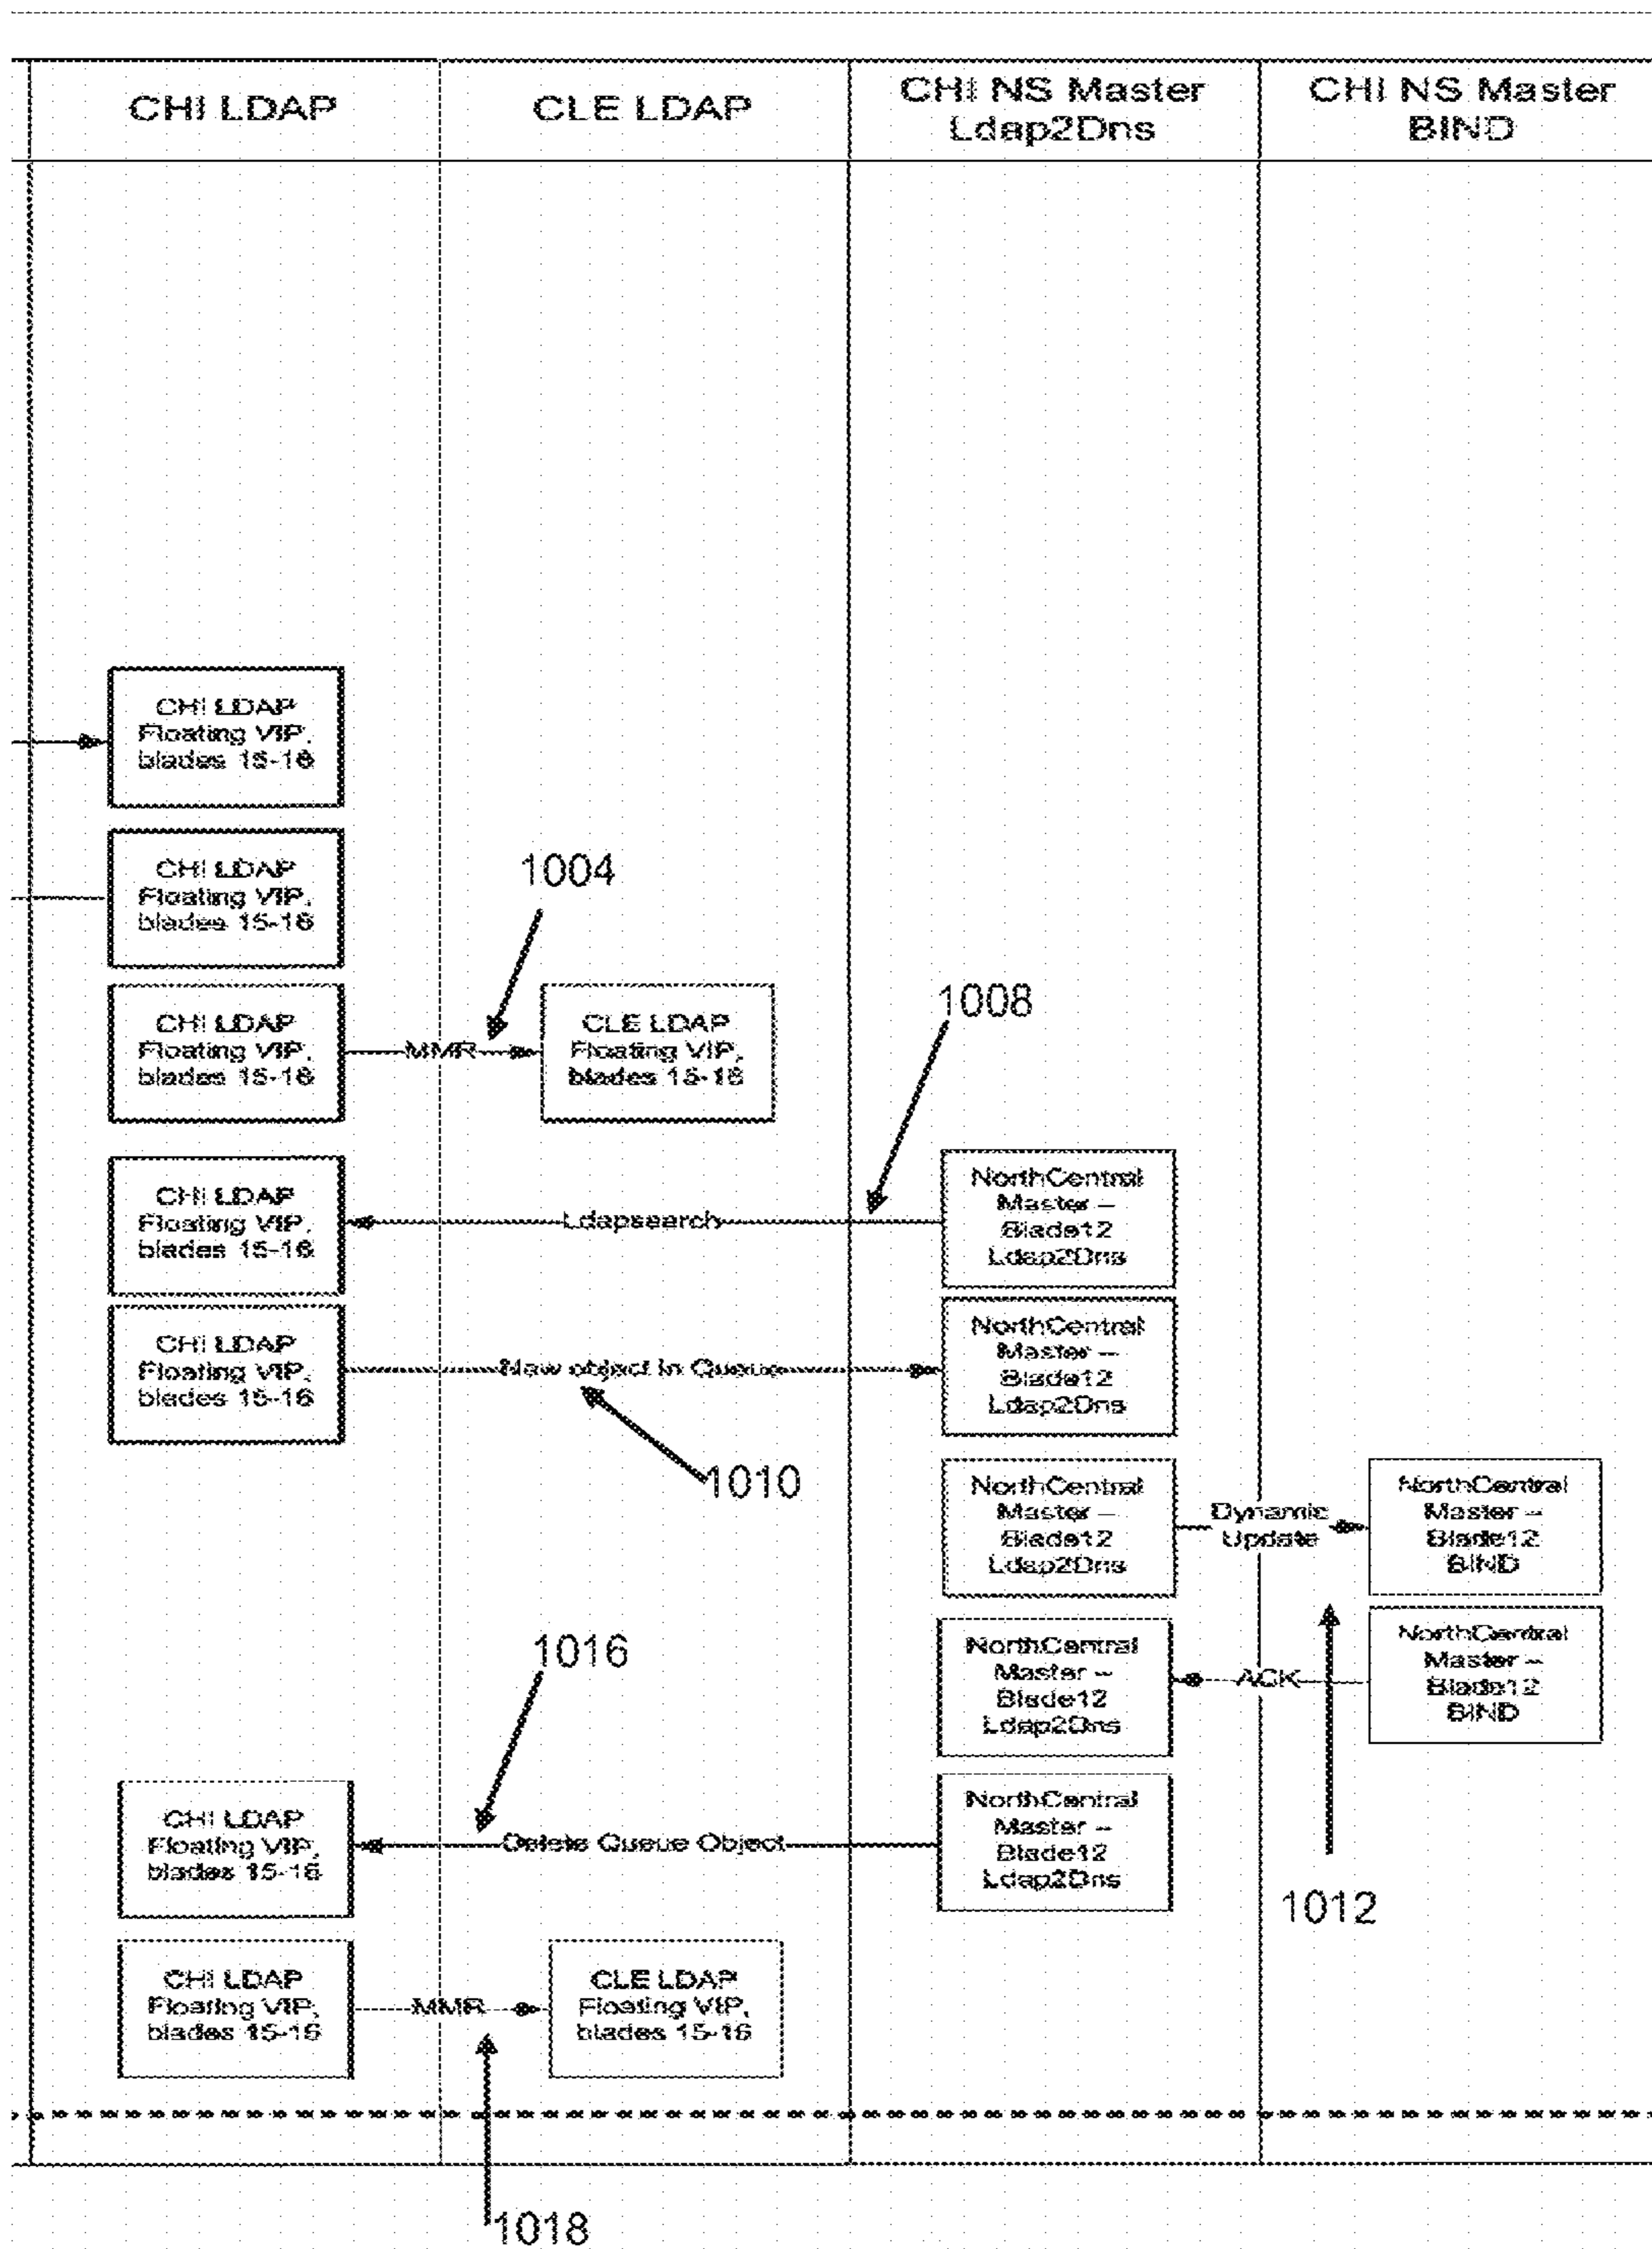 CHI LDAP
CLE LDAP
CHI NS Master
Ldap2Dns
CHI NS Master
BIND
CHI LDAP
Floating VIP,
blades 15-16
CHI LDAP
Floating VIP,
blades 15-16
1004
CHI LDAP
Floating VIP,
blades 15-16
MMR
CLE LDAP
Floating VIP,
blades 15-16
1008
CHI LDAP
Floating VIP,
blades 15-16
Ldapsearch
NorthCentral
Master –
Blade12
Ldap2Dns
CHI LDAP
Floating VIP,
blades 15-16
New object in Queue
NorthCentral
Master –
Blade12
Ldap2Dns
1010
NorthCentral
Master –
Blade12
Ldap2Dns
Dynamic
Update
NorthCentral
Master –
Blade12
BIND
1016
NorthCentral
Master –
Blade12
Ldap2Dns
ACK
NorthCentral
Master –
Blade12
BIND
CHI LDAP
Floating VIP,
blades 15-16
Delete Queue Object
NorthCentral
Master –
Blade12
Ldap2Dns
1012
CHI LDAP
Floating VIP,
blades 15-16
MMR
CLE LDAP
Floating VIP,
blades 15-16
1018